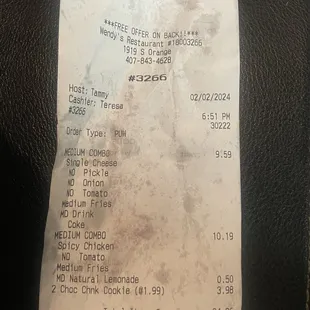 ***FREE OFFER ON BACK!!***
Wendy's Restaurant #18003266
1919 S Orange
407-843-4628
#3266
Host: Tammy
02/02/2024
Cashier: Teresa
#3266
6:51 PM
30222
Order Type: PUW
MEDIUM COMBO 9.59
Single Cheese
NO Pickle
NO Onion
NO Tomato
Medium Fries
MD Drink
Coke
MEDIUM COMBO 10.19
Spicy Chicken
NO Tomato
Medium Fries
MD Natural Lemonade 0.50
2 Choc Chnk Cookie (@1.99) 3.98